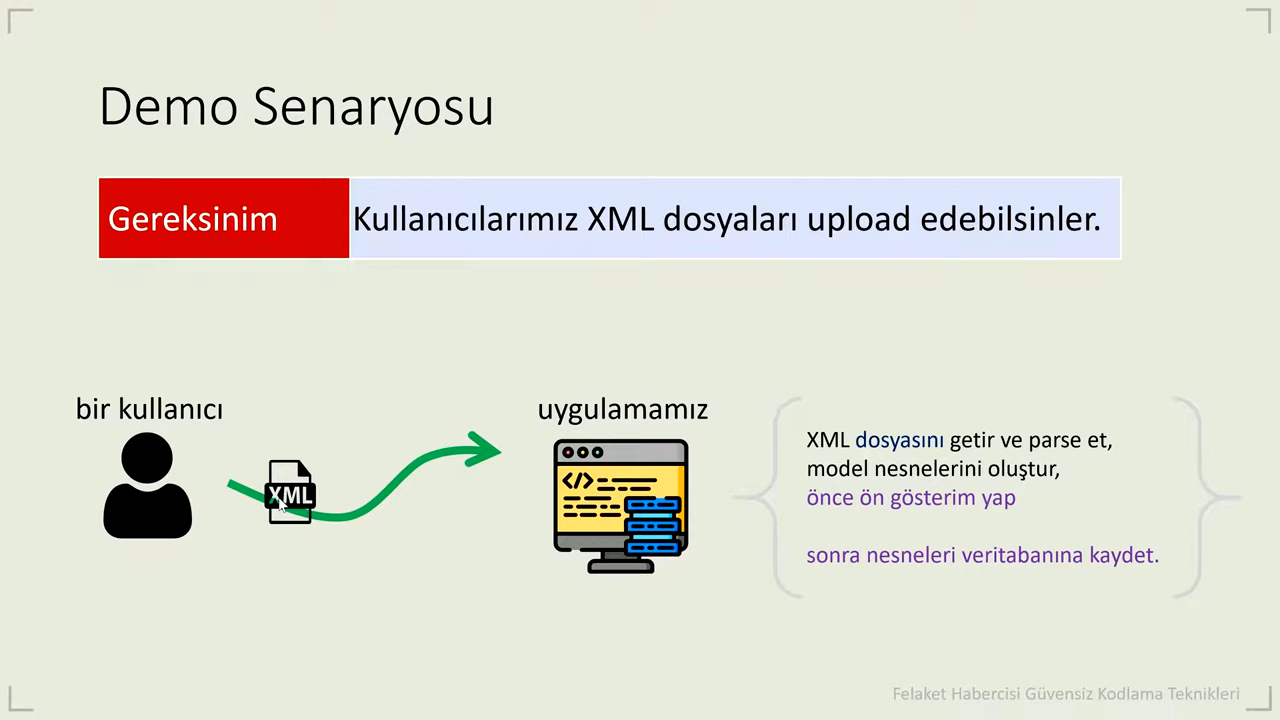 Demo Senaryosu
Gereksinim
Kullanıcılarımız XML dosyaları upload edebilsinler.
bir kullanıcı
XML
uygulamamız
</>
XML dosyasını getir ve parse et,
model nesnelerini oluştur,
önce ön gösterim yap
sonra nesneleri veritabanına kaydet.
Felaket Habercisi Güvensiz Kodlama Teknikleri